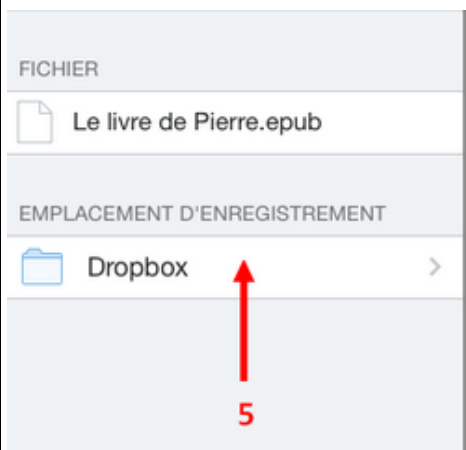 FICHIER
Le livre de Pierre.epub
EMPLACEMENT D'ENREGISTREMENT
Dropbox
5